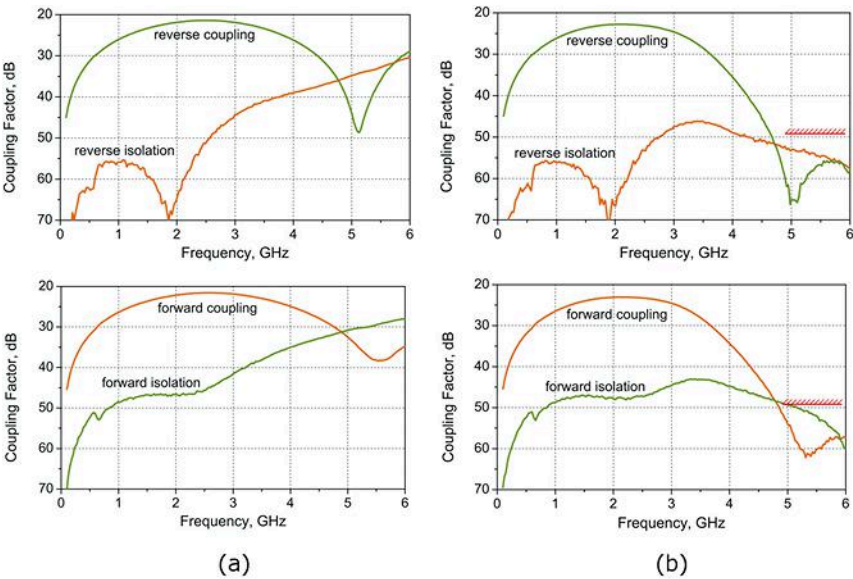 20
30
40
50
60
70
Coupling Factor, dB
reverse coupling
reverse isolation
0 1 2 3 4 5 6
Frequency, GHz
20
30
40
50
60
70
Coupling Factor, dB
reverse coupling
reverse isolation
0 1 2 3 4 5 6
Frequency, GHz
20
30
40
50
60
70
Coupling Factor, dB
forward coupling
forward isolation
0 1 2 3 4 5 6
Frequency, GHz
20
30
40
50
60
70
Coupling Factor, dB
forward coupling
forward isolation
0 1 2 3 4 5 6
Frequency, GHz
(a) (b)